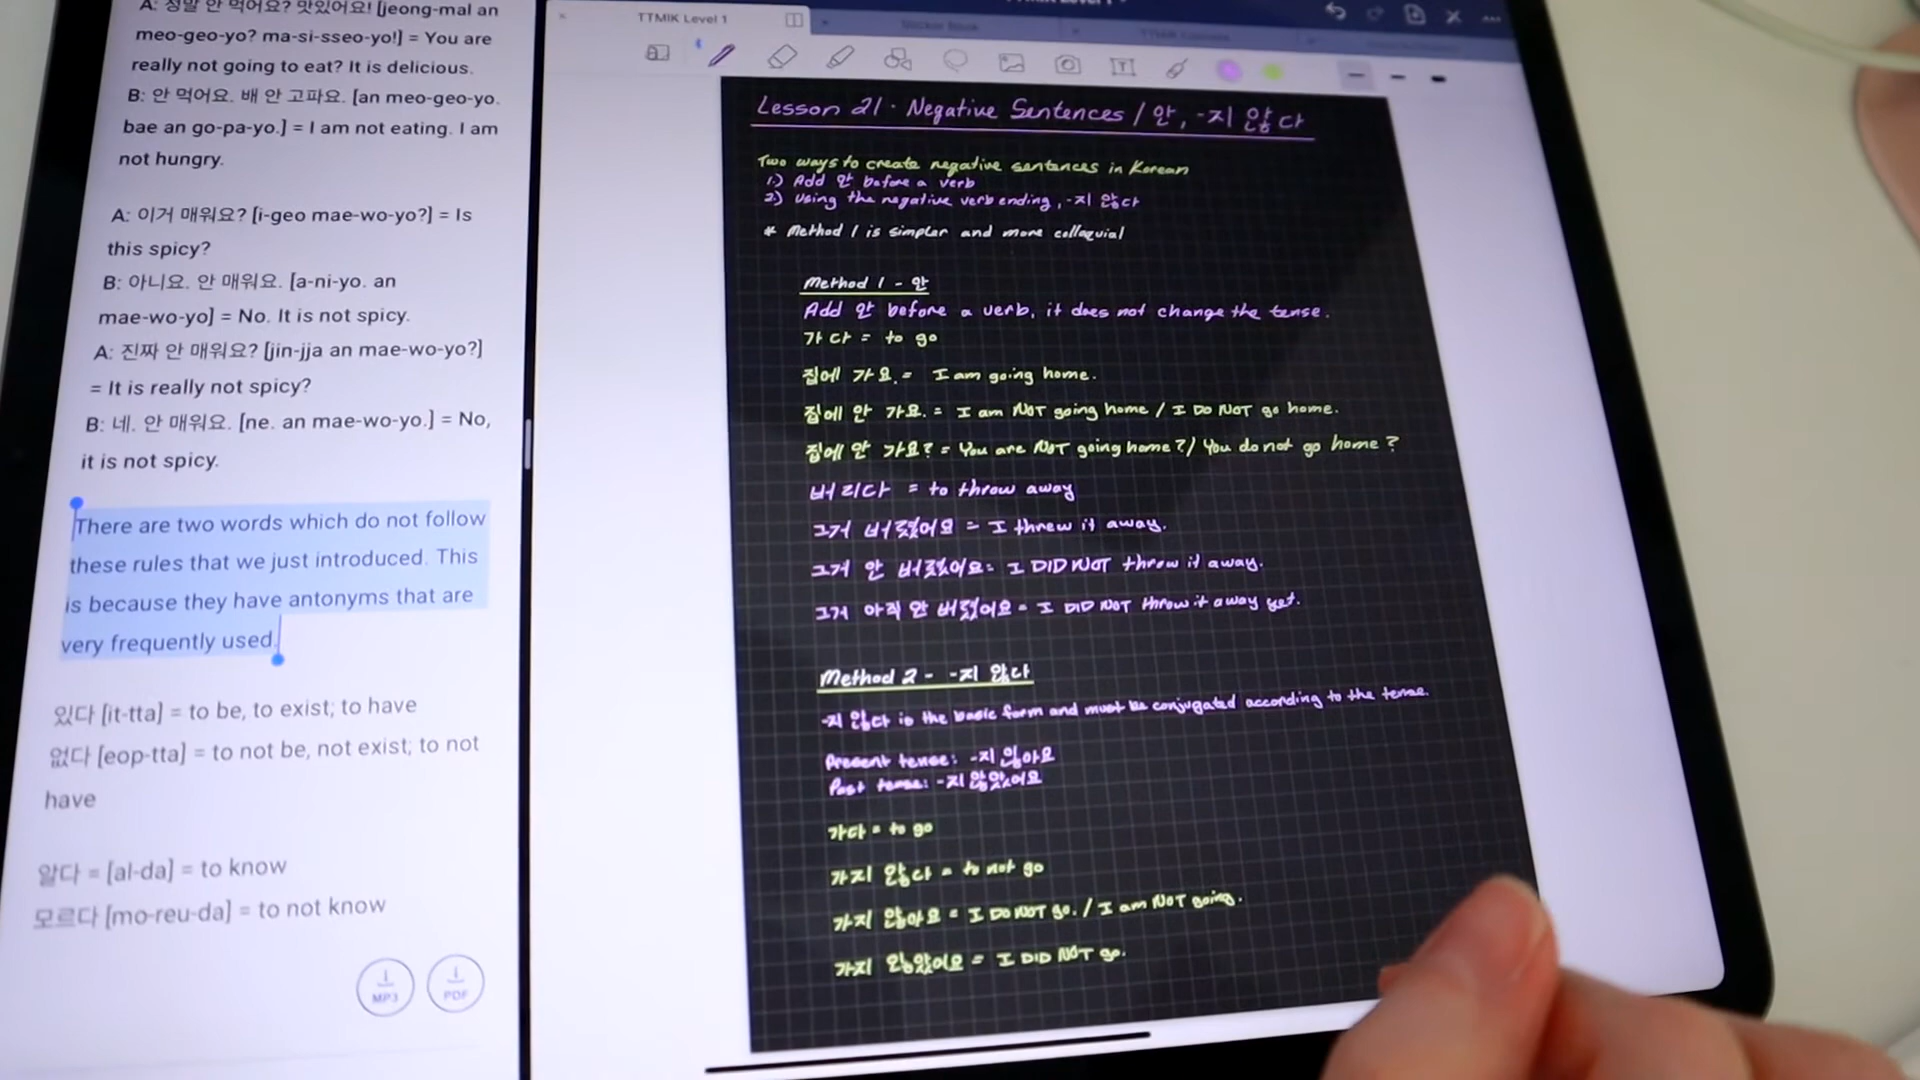 A: 정말 안 먹어요? 맛있어요! [jeong-mal an
meo-geo-yo? ma-si-sseo-yo!] = You are
really not going to eat? It is delicious.
B: 안 먹어요. 배 안 고파요. [an meo-geo-yo.
bae an go-pa-yo.] = I am not eating. I am
not hungry.
A: 이거 매워요? [i-geo mae-wo-yo?] = Is
this spicy?
B: 아니요. 안 매워요. [a-ni-yo. an
mae-wo-yo] = No. It is not spicy.
A: 진짜 안 매워요? [jin-jja an mae-wo-yo?]
= It is really not spicy?
B: 네. 안 매워요. [ne. an mae-wo-yo.] = No,
it is not spicy.
There are two words which do not follow
these rules that we just introduced. This
is because they have antonyms that are
very frequently used.
있다 [it-tta] = to be, to exist; to have
없다 [eop-tta] = to not be, not exist; to not
have
알다 = [al-da] = to know
모르다 [mo-reu-da] = to not know
MP3
PDF
TTMIK Level 1
Lesson 21 · Negative Sentences / 안, -지 않다
Two ways to create negative sentences in Korean
1.) Add 안 before a verb
2.) Using the negative verb ending, -지 않다
* Method 1 is simpler and more colloquial
Method 1 - 안
Add 안 before a verb, it does not change the tense.
가다 = to go
집에 가요. = I am going home.
집에 안 가요. = I am NOT going home / I DO NOT go home.
집에 안 가요? = You are NOT going home? / You do not go home?
버리다 = to throw away
그거 버렸어요 = I threw it away.
그거 안 버렸어요 = I DID NOT throw it away.
그거 아직 안 버렸어요 = I DID NOT throw it away yet.
Method 2 - -지 않다
-지 않다 is the basic form and must be conjugated according to the tense.
Present tense: -지 않아요
Past tense: -지 않았어요
가다 = to go
가지 않다 = to not go
가지 않아요 = I DO NOT go. / I am NOT going.
가지 않았어요 = I DID NOT go.